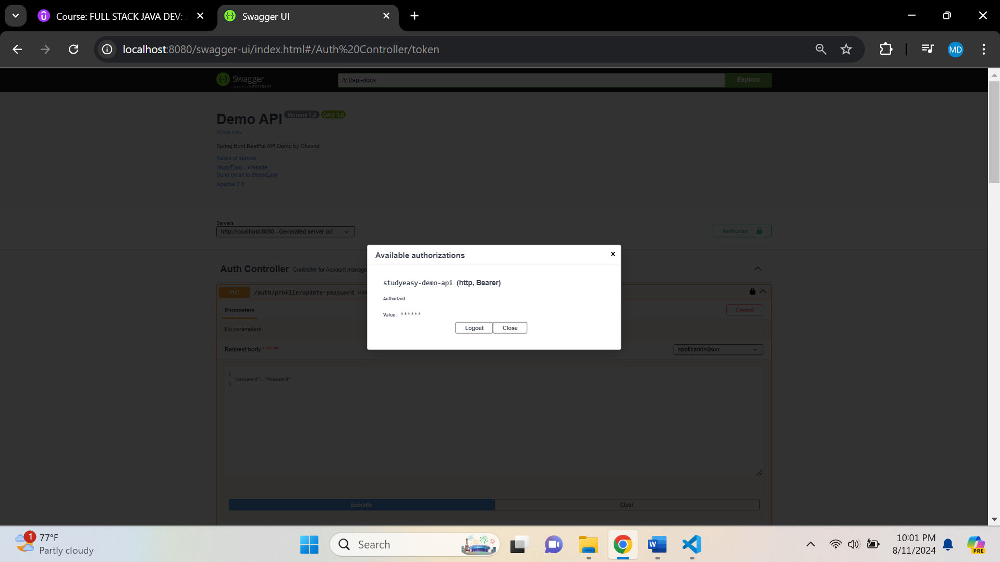 Course: FULL STACK JAVA DEV:
Swagger UI
localhost:8080/swagger-ui/index.html#/Auth%20Controller/token
MD
Swagger.
supported by SMARTBEAR
/v3/api-docs
Explore
Demo API
Verions 1.0
OAS 3.0
/v3/api-docs
Spring Boot RestFul API Demo by Chaand
Terms of service
StudyEasy - Website
Send email to StudyEasy
Apache 2.0
Servers
http://localhost:8080 - Generated server url
Authorize
Available authorizations
Auth Controller Controller for Account manage
studyeasy-demo-api (http, Bearer)
PUT /auth/profile/update-password
Authorized
Parameters
Cancel
Value: ******
Logout
Close
No parameters
Request body required
application/json
{
"password": "Password"
}
Execute
Clear
1
77°F
Partly cloudy
Search
W
PRE
10:01 PM
8/11/2024